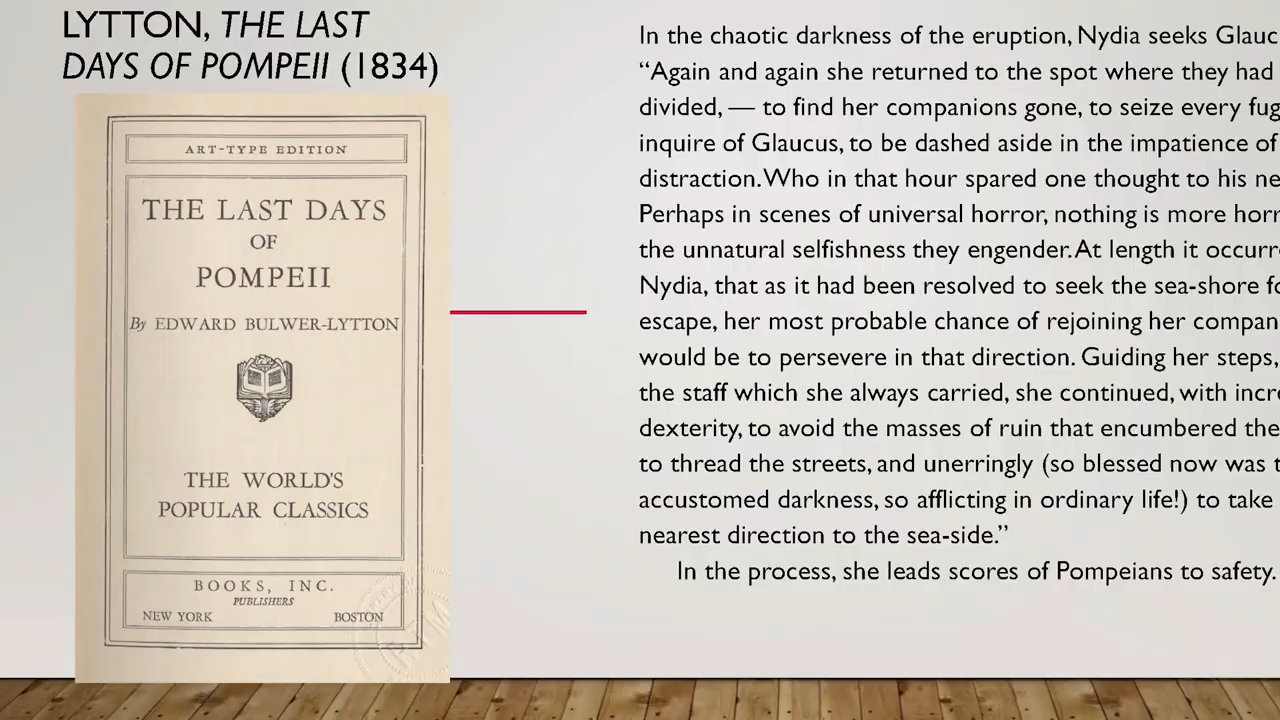 LYTTON, THE LAST
DAYS OF POMPEII (1834)
ART-TYPE EDITION
THE LAST DAYS
OF
POMPEII
By EDWARD BULWER-LYTTON
THE WORLD'S
POPULAR CLASSICS
BOOKS, INC.
PUBLISHERS
NEW YORK BOSTON
In the chaotic darkness of the eruption, Nydia seeks Glauc
“Again and again she returned to the spot where they had
divided, — to find her companions gone, to seize every fug
inquire of Glaucus, to be dashed aside in the impatience of
distraction. Who in that hour spared one thought to his ne
Perhaps in scenes of universal horror, nothing is more horr
the unnatural selfishness they engender. At length it occurr
Nydia, that as it had been resolved to seek the sea-shore fo
escape, her most probable chance of rejoining her compan
would be to persevere in that direction. Guiding her steps,
the staff which she always carried, she continued, with incre
dexterity, to avoid the masses of ruin that encumbered the
to thread the streets, and unerringly (so blessed now was t
accustomed darkness, so afflicting in ordinary life!) to take
nearest direction to the sea-side.”
In the process, she leads scores of Pompeians to safety.